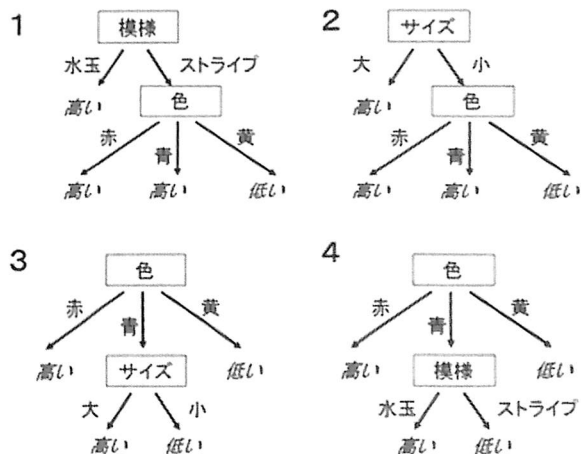 1
模様
水玉
ストライプ
高い
色
赤
青
黄
高い
高い
低い
2
サイズ
大
小
高い
色
赤
青
黄
高い
高い
低い
3
色
赤
青
黄
高い
サイズ
低い
大
小
高い
低い
4
色
赤
青
黄
高い
模様
低い
水玉
ストライプ
高い
低い